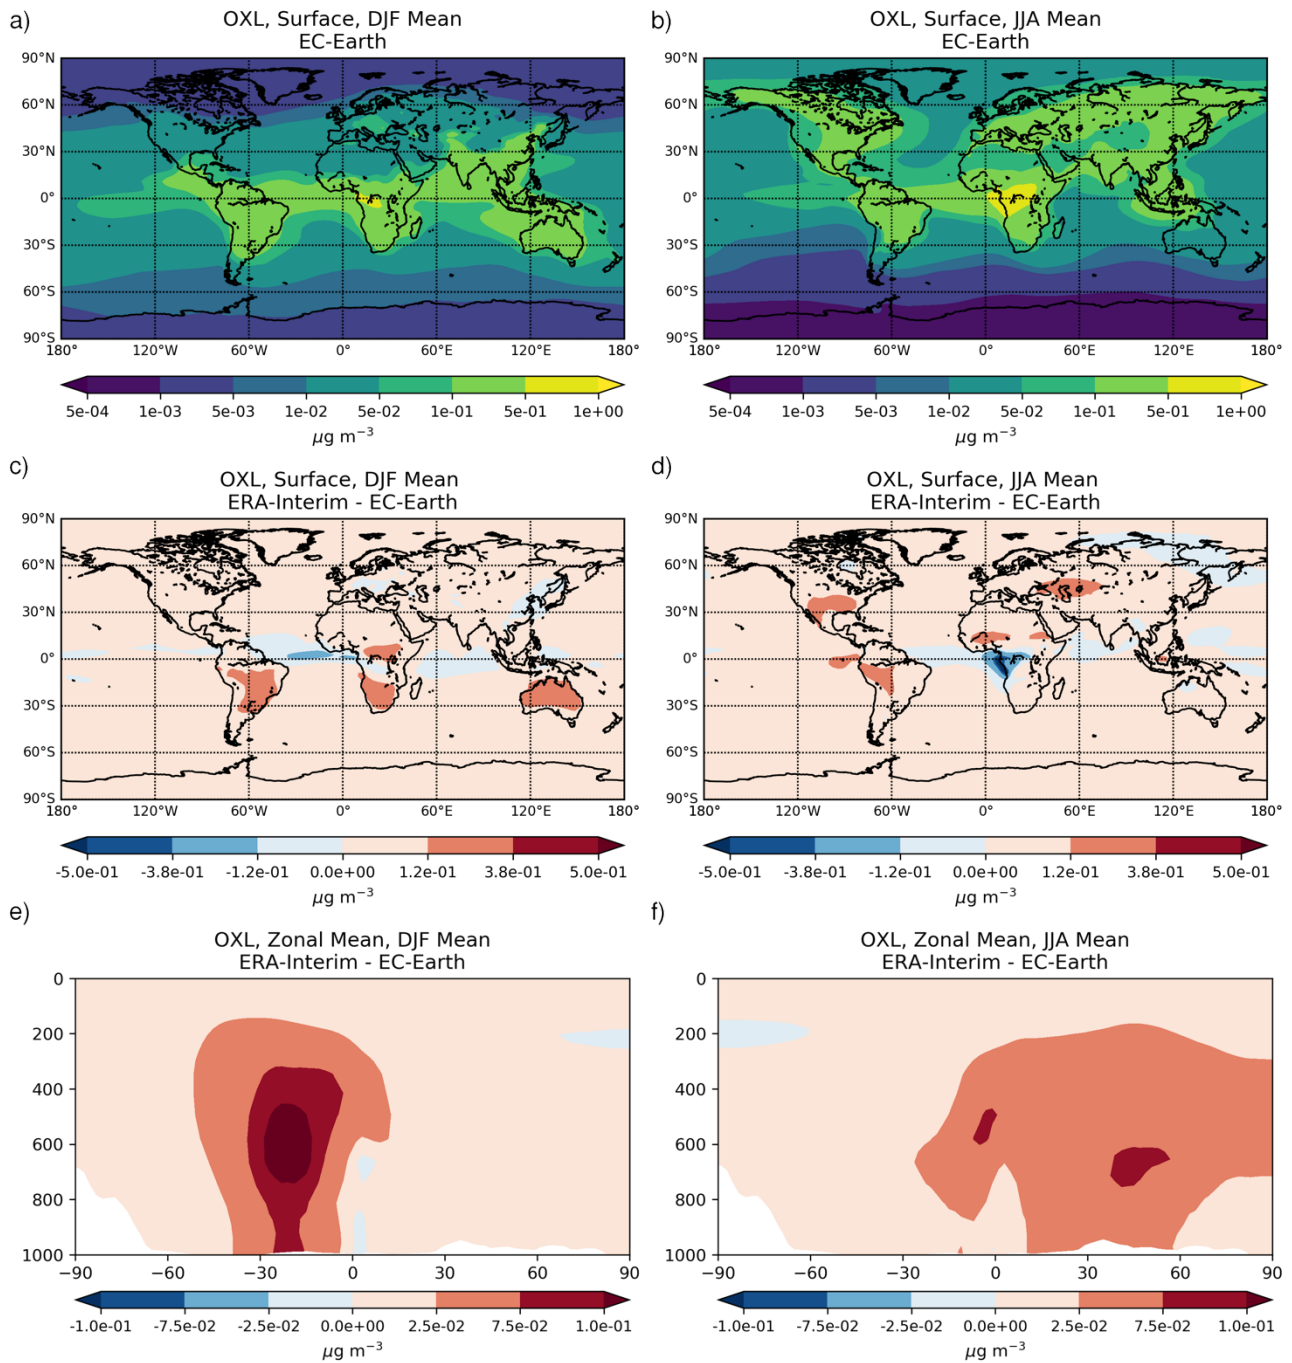 a)
OXL, Surface, DJF Mean
EC-Earth
90°N
60°N
30°N
0°
30°S
60°S
90°S
180° 120°W 60°W 0° 60°E 120°E 180°
5e-04 1e-03 5e-03 1e-02 5e-02 1e-01 5e-01 1e+00
μg m⁻³
b)
OXL, Surface, JJA Mean
EC-Earth
90°N
60°N
30°N
0°
30°S
60°S
90°S
180° 120°W 60°W 0° 60°E 120°E 180°
5e-04 1e-03 5e-03 1e-02 5e-02 1e-01 5e-01 1e+00
μg m⁻³
c)
OXL, Surface, DJF Mean
ERA-Interim - EC-Earth
90°N
60°N
30°N
0°
30°S
60°S
90°S
180° 120°W 60°W 0° 60°E 120°E 180°
-5.0e-01 -3.8e-01 -1.2e-01 0.0e+00 1.2e-01 3.8e-01 5.0e-01
μg m⁻³
d)
OXL, Surface, JJA Mean
ERA-Interim - EC-Earth
90°N
60°N
30°N
0°
30°S
60°S
90°S
180° 120°W 60°W 0° 60°E 120°E 180°
-5.0e-01 -3.8e-01 -1.2e-01 0.0e+00 1.2e-01 3.8e-01 5.0e-01
μg m⁻³
e)
OXL, Zonal Mean, DJF Mean
ERA-Interim - EC-Earth
0
200
400
600
800
1000
−90 −60 −30 0 30 60 90
-1.0e-01 -7.5e-02 -2.5e-02 0.0e+00 2.5e-02 7.5e-02 1.0e-01
μg m⁻³
f)
OXL, Zonal Mean, JJA Mean
ERA-Interim - EC-Earth
0
200
400
600
800
1000
−90 −60 −30 0 30 60 90
-1.0e-01 -7.5e-02 -2.5e-02 0.0e+00 2.5e-02 7.5e-02 1.0e-01
μg m⁻³